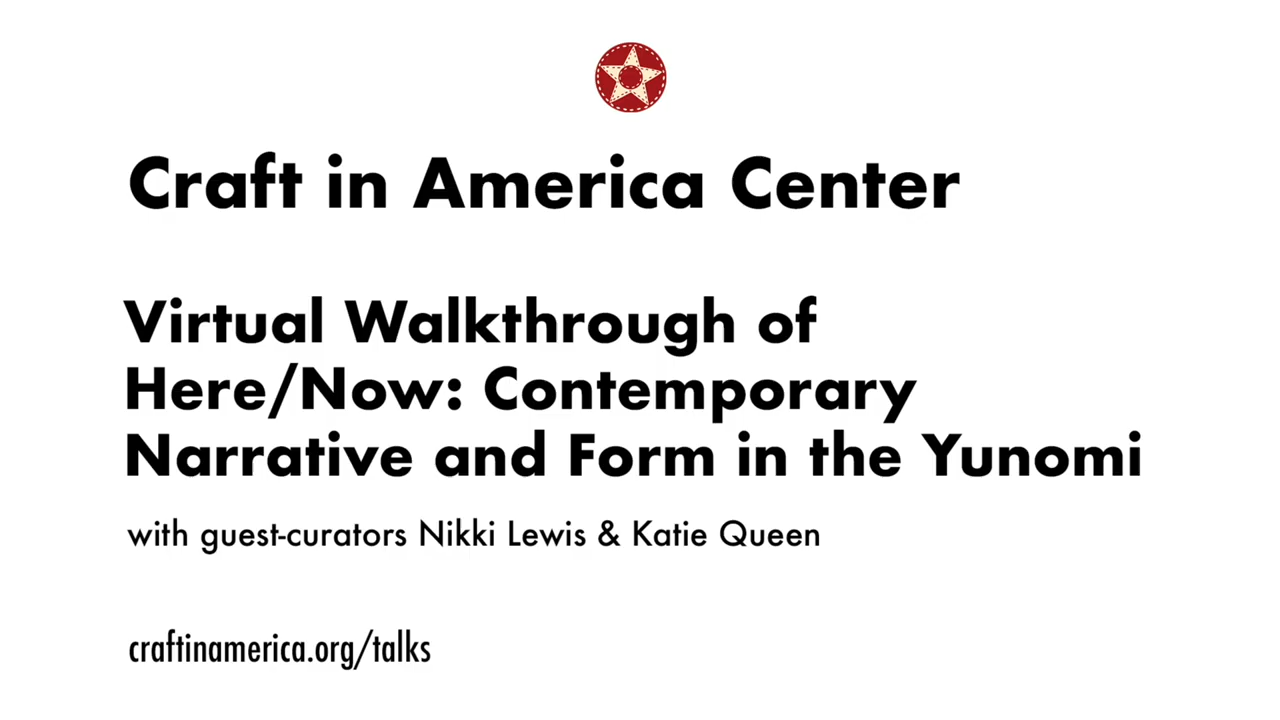 Craft in America Center
Virtual Walkthrough of
Here/Now: Contemporary
Narrative and Form in the Yunomi
with guest-curators Nikki Lewis & Katie Queen
craftinamerica.org/talks